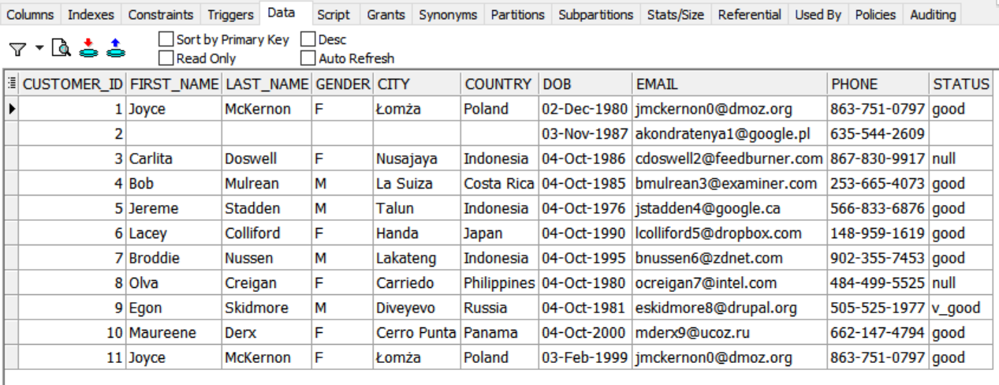 Columns Indexes Constraints Triggers Data Script Grants Synonyms Partitions Subpartitions Stats/Size Referential Used By Policies Auditing
Sort by Primary Key Desc
Read Only Auto Refresh
CUSTOMER_ID FIRST_NAME LAST_NAME GENDER CITY COUNTRY DOB EMAIL PHONE STATUS
1 Joyce McKernon F Łomża Poland 02-Dec-1980 jmckernon0@dmoz.org 863-751-0797 good
2 03-Nov-1987 akondratenya1@google.pl 635-544-2609
3 Carlita Doswell F Nusajaya Indonesia 04-Oct-1986 cdoswell2@feedburner.com 867-830-9917 null
4 Bob Mulrean M La Suiza Costa Rica 04-Oct-1985 bmulrean3@examiner.com 253-665-4073 good
5 Jereme Stadden M Talun Indonesia 04-Oct-1976 jstadden4@google.ca 566-833-6876 good
6 Lacey Colliford F Handa Japan 04-Oct-1990 lcolliford5@dropbox.com 148-959-1619 good
7 Broddie Nussen M Lakateng Indonesia 04-Oct-1995 bnussen6@zdnet.com 902-355-7453 good
8 Olva Creigan F Carriedo Philippines 04-Oct-1980 ocreigan7@intel.com 484-499-5525 null
9 Egon Skidmore M Diveyevo Russia 04-Oct-1981 eskidmore8@drupal.org 505-525-1977 v_good
10 Maureene Derx F Cerro Punta Panama 04-Oct-2000 mderx9@ucoz.ru 662-147-4794 good
11 Joyce McKernon F Łomża Poland 03-Feb-1999 jmckernon0@dmoz.org 863-751-0797 good